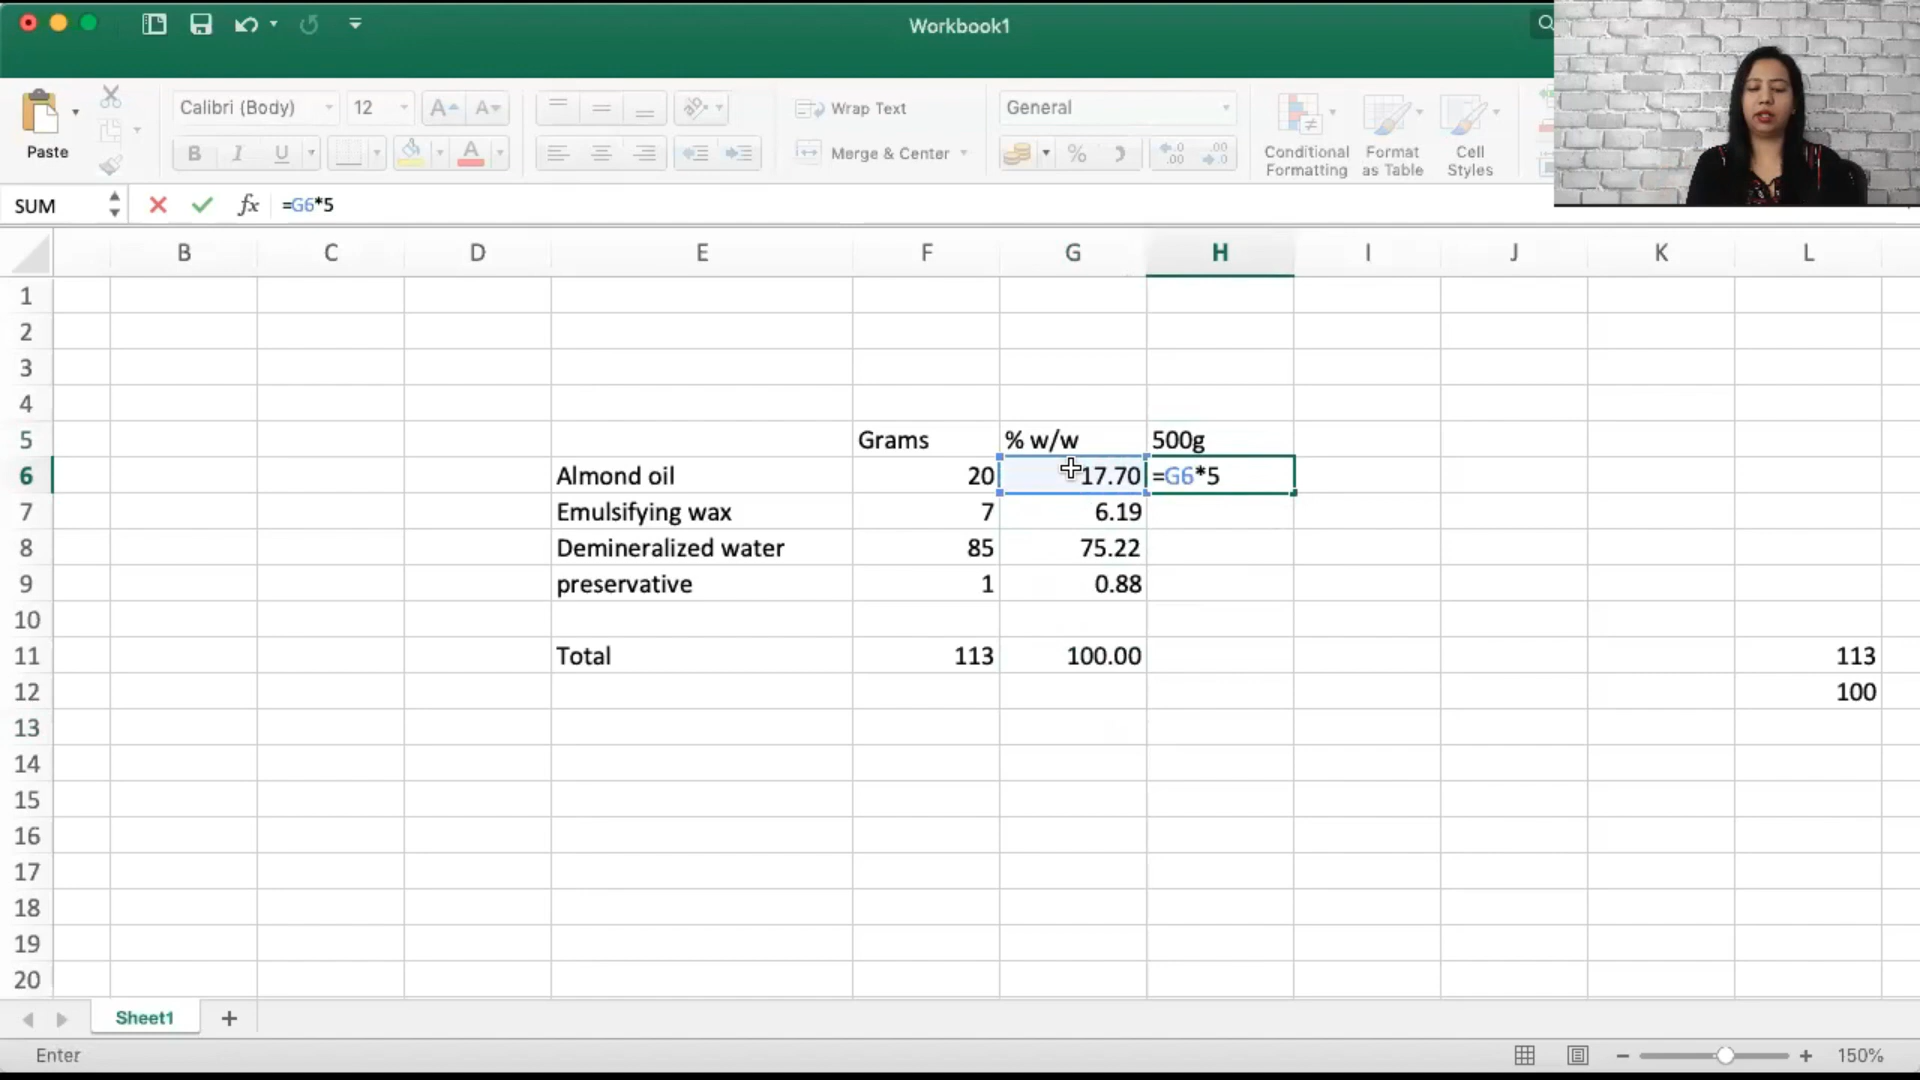 Workbook1
Calibri (Body) 12 A A Wrap Text General
Paste B I U A Merge & Center % Conditional Formatting Format as Table Cell Styles
SUM fx =G6*5
B C D E F G H I J K L
1
2
3
4
5 Grams % w/w 500g
6 Almond oil 20 17.70 =G6*5
7 Emulsifying wax 7 6.19
8 Demineralized water 85 75.22
9 preservative 1 0.88
10
11 Total 113 100.00 113
12 100
13
14
15
16
17
18
19
20
Sheet1 +
Enter 150%